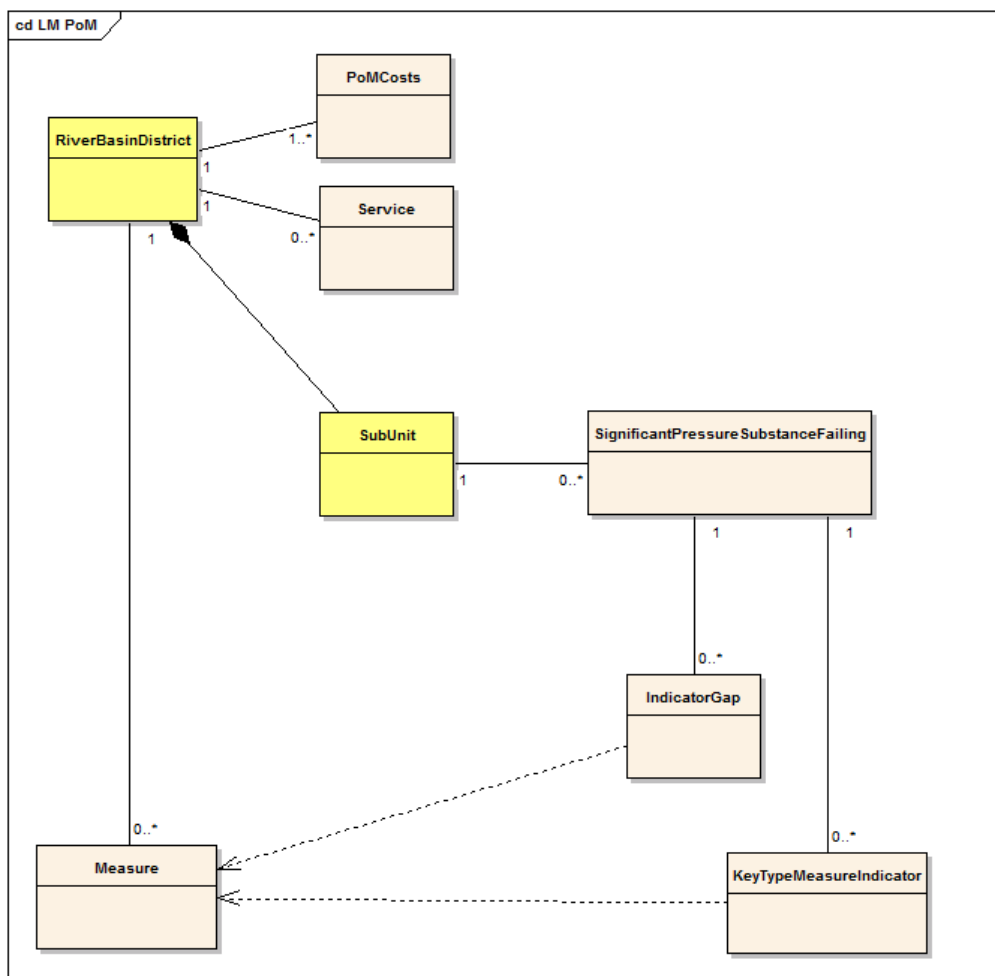 cd LM PoM
PoMCosts
RiverBasinDistrict
1..*
1
Service
1
0..*
1
SubUnit
SignificantPressureSubstanceFailing
1
0..*
1
1
0..*
IndicatorGap
0..*
0..*
Measure
KeyTypeMeasureIndicator